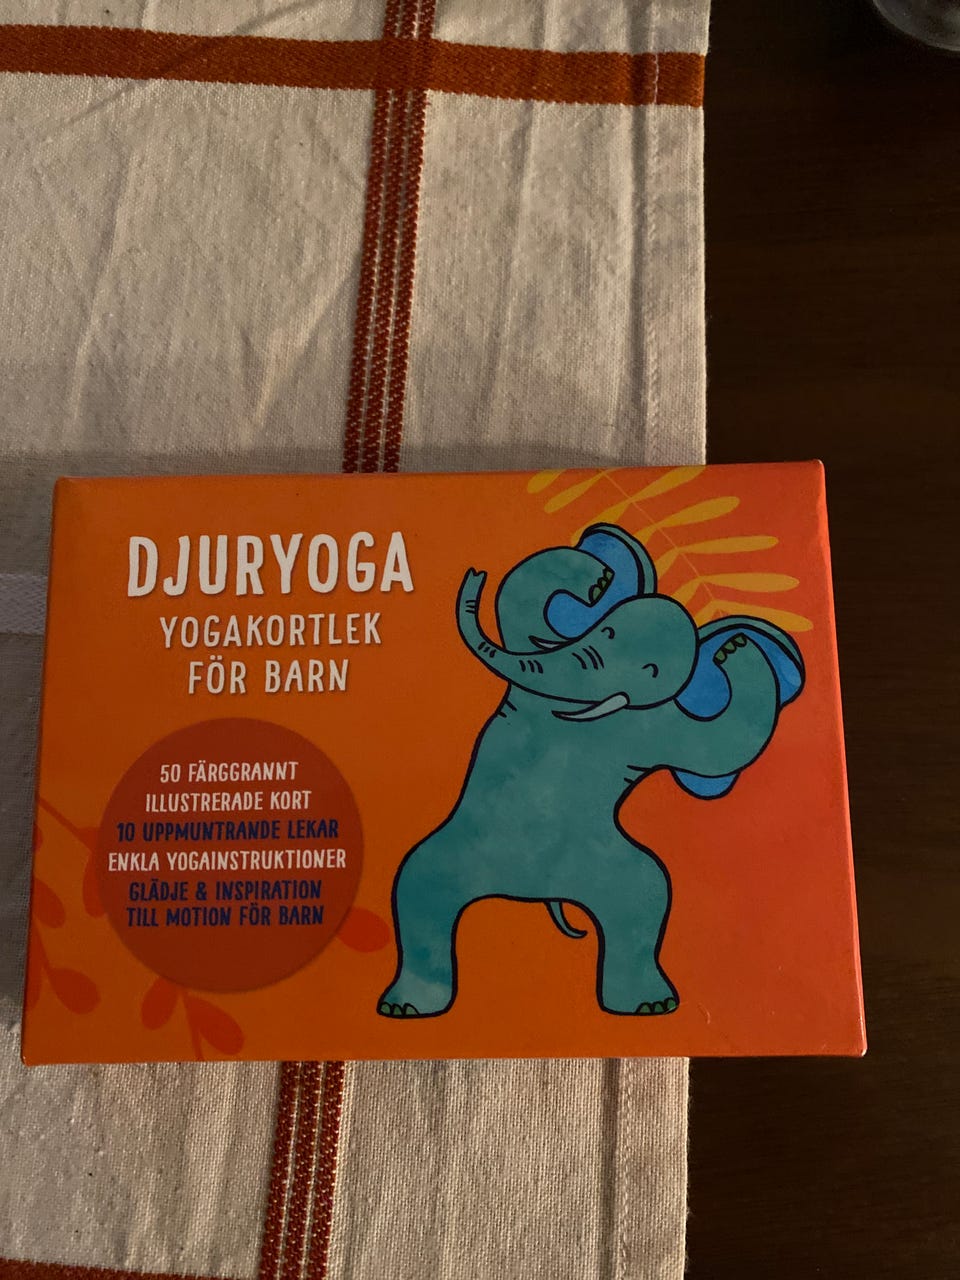 DJURYOGA
YOGAKORTLEK
FÖR BARN
50 FÄRGGRANNT
ILLUSTRERADE KORT
10 UPPMUNTRANDE LEKAR
ENKLA YOGAINSTRUKTIONER
GLÄDJE & INSPIRATION
TILL MOTION FÖR BARN